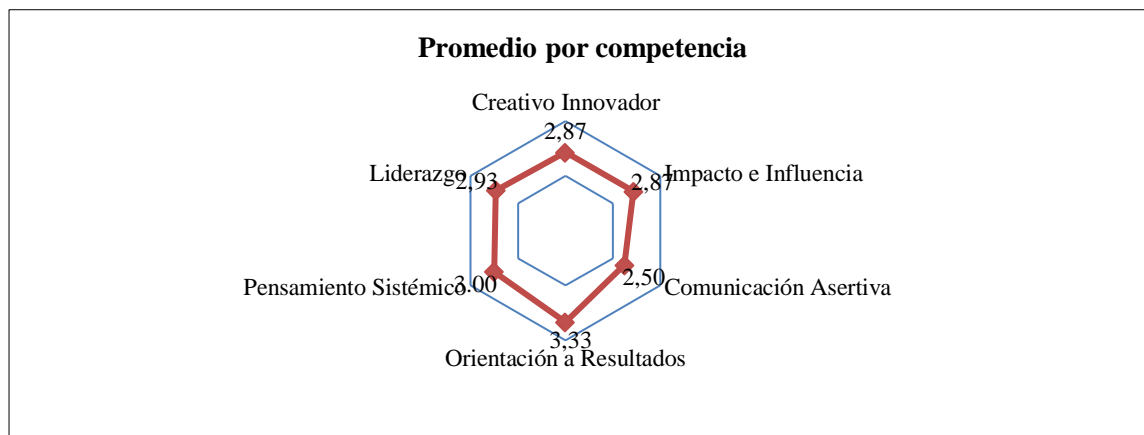 Promedio por competencia
Creativo Innovador
2,87
Liderazgo
2,93
2,87
Impacto e Influencia
Pensamiento Sistémico
3,00
2,50
Comunicación Asertiva
3,33
Orientación a Resultados